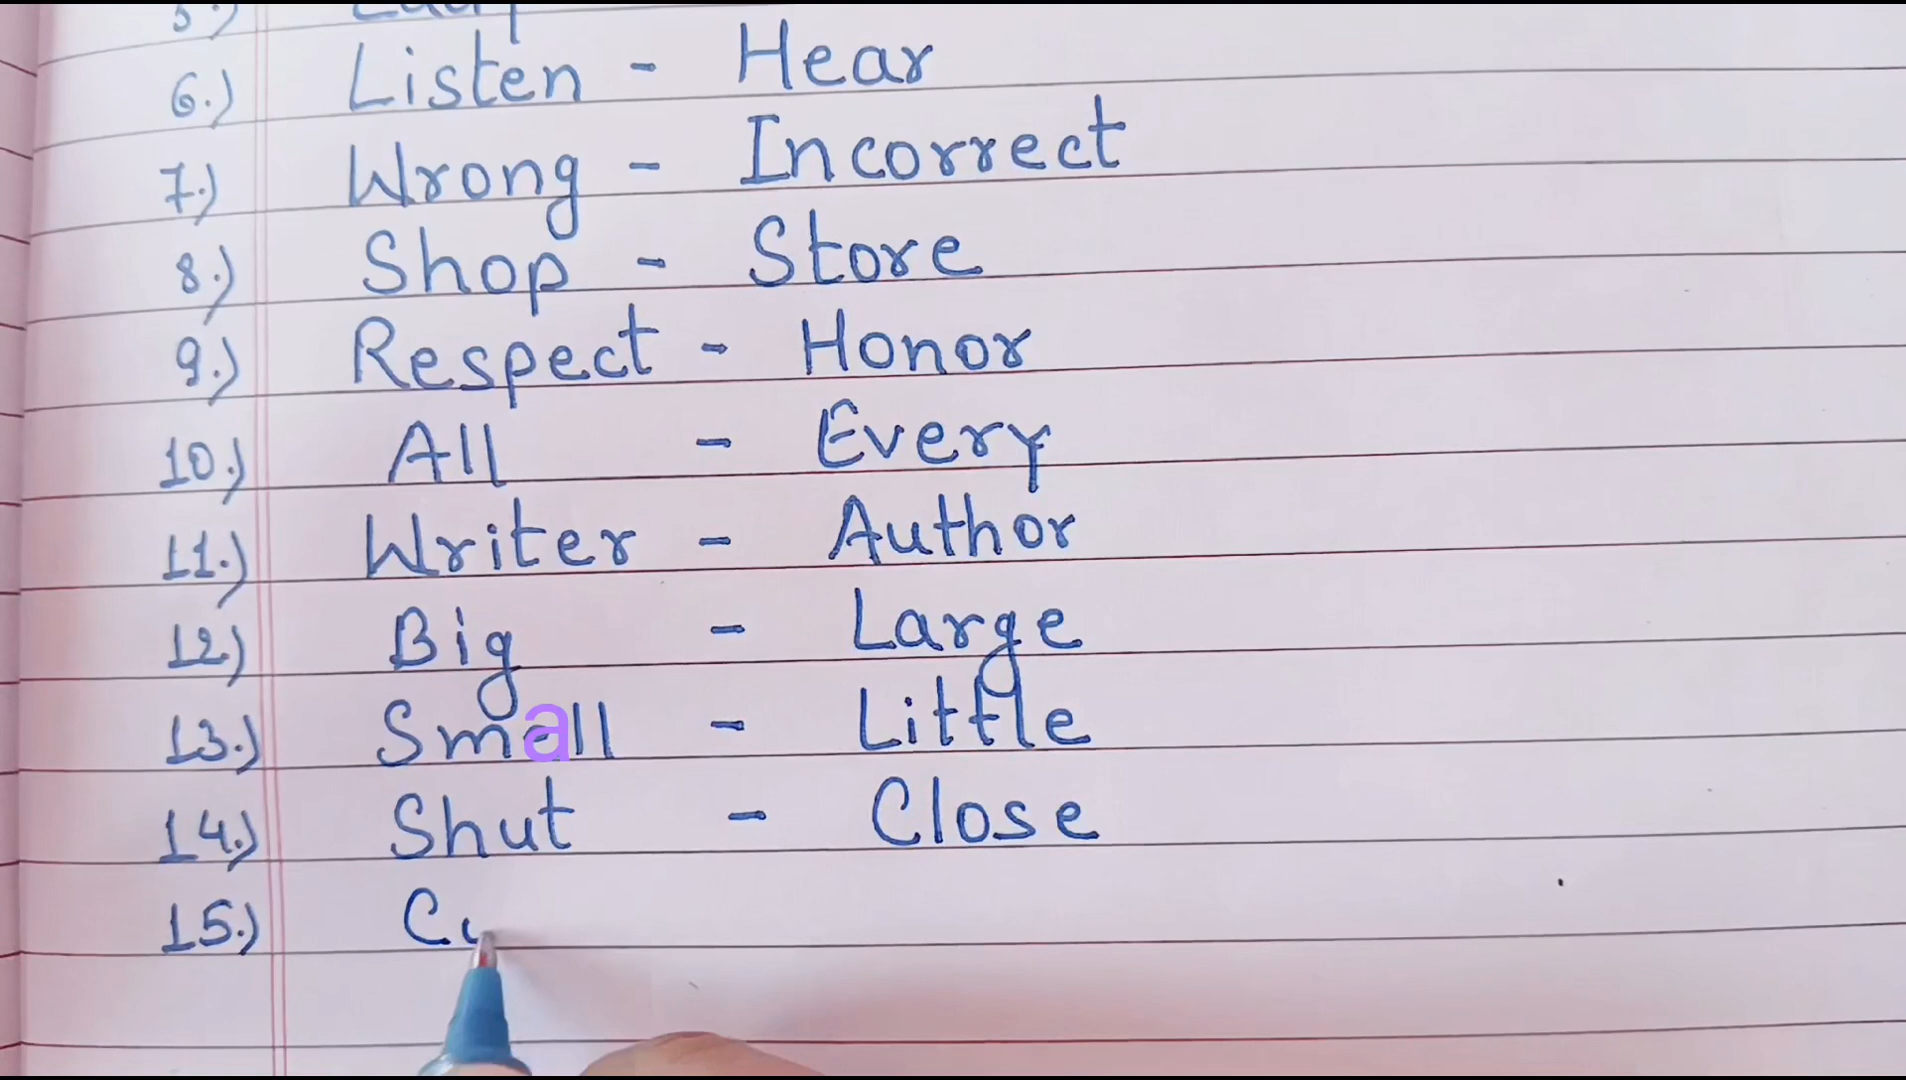 5.)
6.) Listen - Hear
7.) Wrong - Incorrect
8.) Shop - Store
9.) Respect - Honor
10.) All - Every
11.) Writer - Author
12.) Big - Large
13.) Small - Little
14.) Shut - Close
15.) C